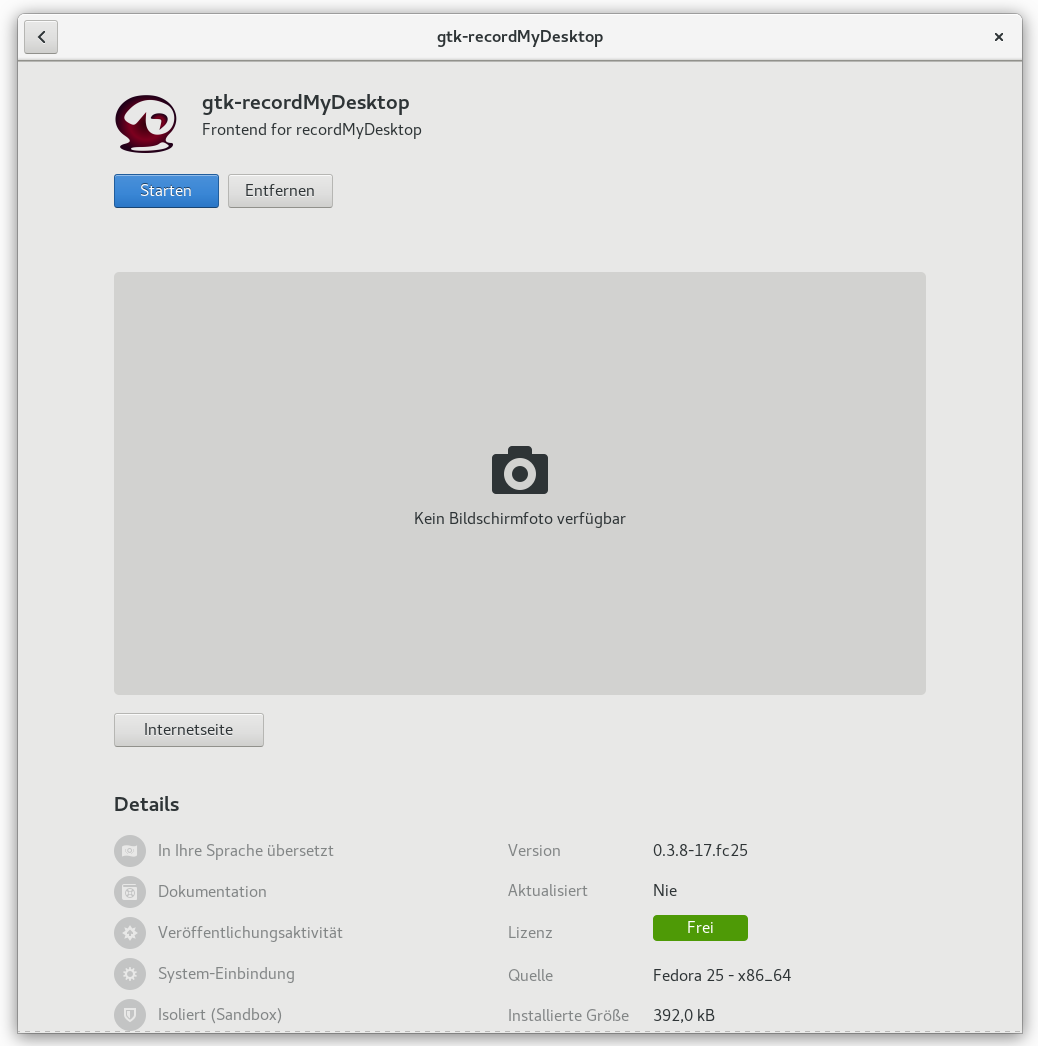 gtk-recordMyDesktop
gtk-recordMyDesktop
Frontend for recordMyDesktop
Starten Entfernen
Kein Bildschirmfoto verfügbar
Internetseite
Details
In Ihre Sprache übersetzt
Dokumentation
Veröffentlichungsaktivität
System-Einbindung
Isoliert (Sandbox)
Version 0.3.8-17.fc25
Aktualisiert Nie
Lizenz Frei
Quelle Fedora 25 - x86_64
Installierte Größe 392,0 kB